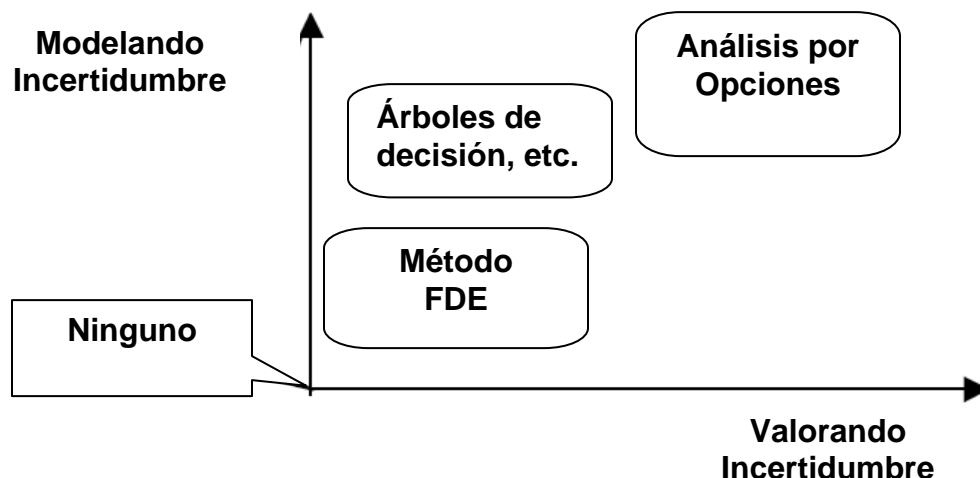 Modelando
Incertidumbre
Análisis por
Opciones
Árboles de
decisión, etc.
Método
FDE
Ninguno
Valorando
Incertidumbre